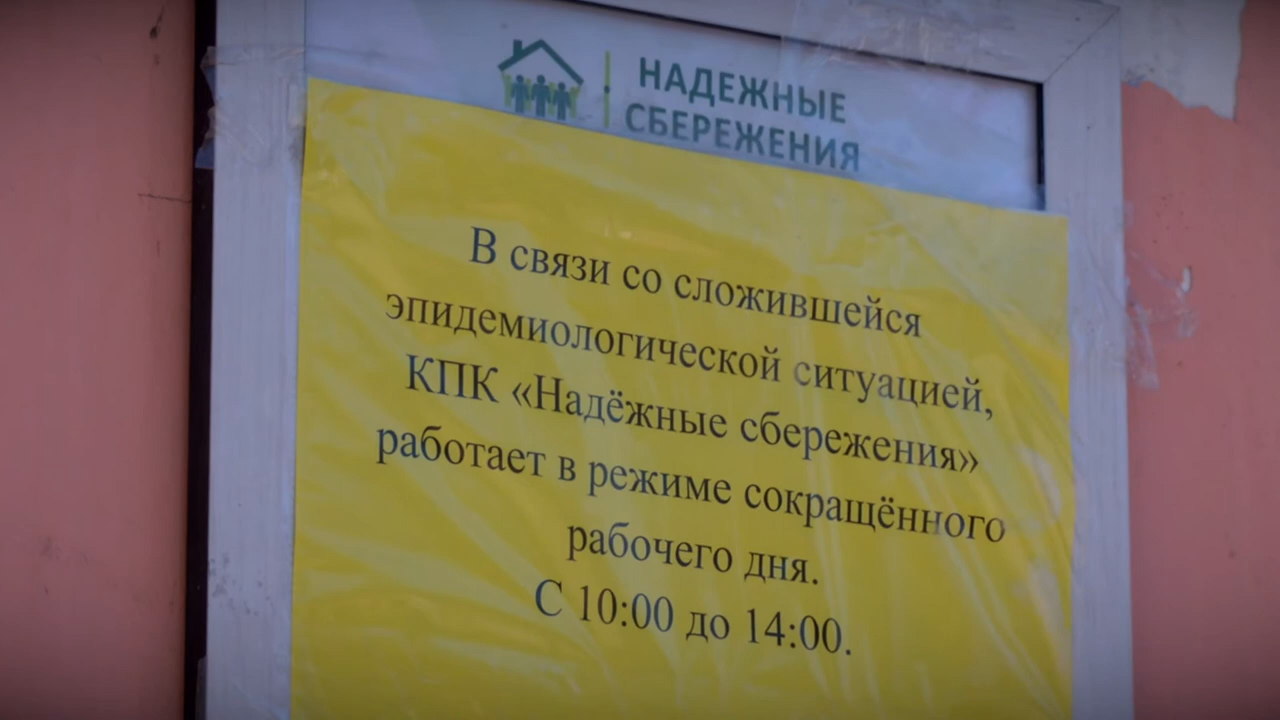 НАДЕЖНЫЕ
СБЕРЕЖЕНИЯ
В связи со сложившейся
эпидемиологической ситуацией,
КПК «Надёжные сбережения»
работает в режиме сокращённого
рабочего дня.
С 10:00 до 14:00.